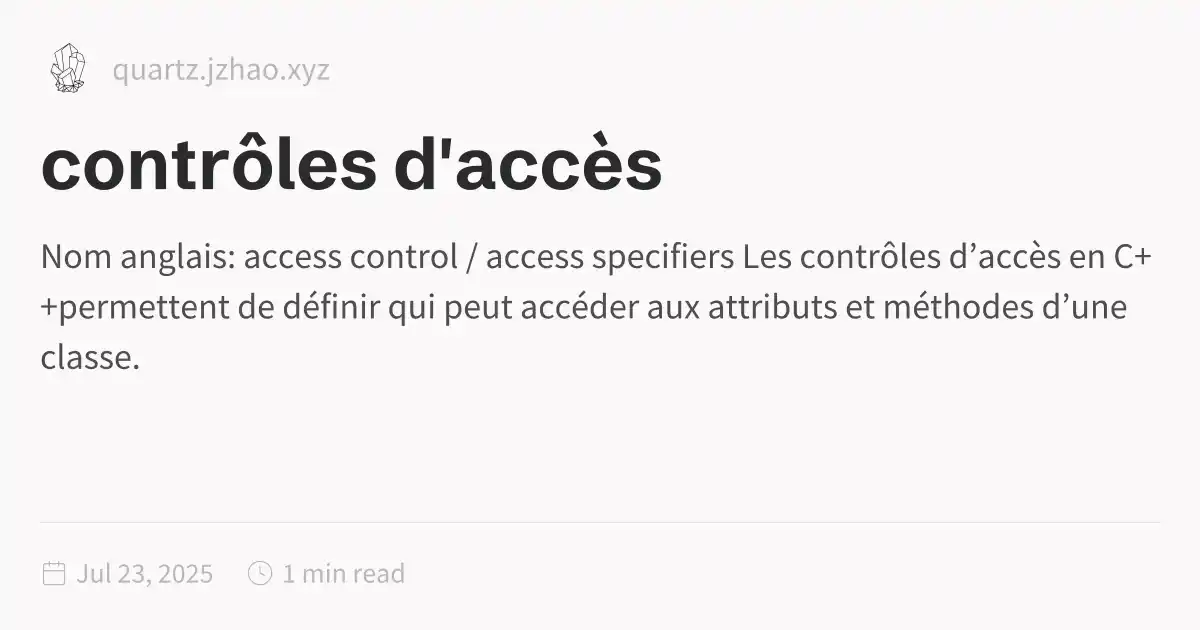 quartz.jzhao.xyz
contrôles d'accès
Nom anglais: access control / access specifiers Les contrôles d’accès en C+
+permettent de définir qui peut accéder aux attributs et méthodes d’une
classe.
Jul 23, 2025 1 min read